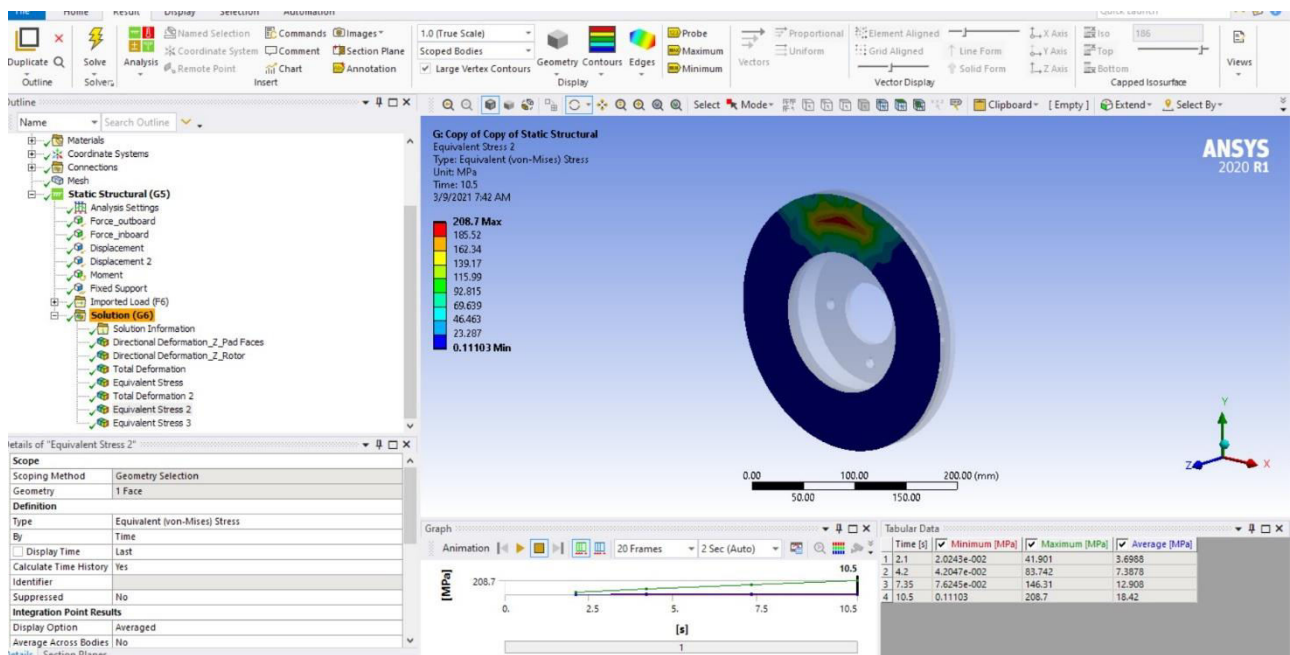 File Home Result Display Selection Automation Quick Launch
Duplicate Q
Outline
Solve
Solver
Analysis
Named Selection
Coordinate System
Remote Point
Commands
Comment
Chart
Images
Section Plane
Annotation
Insert
1.0 (True Scale)
Scoped Bodies
Large Vertex Contours
Geometry Contours Edges
Display
Probe
Maximum
Minimum
Vectors
Proportional
Uniform
Element Aligned
Grid Aligned
Line Form
Solid Form
X Axis
Y Axis
Z Axis
Vector Display
Iso 186
Top
Bottom
Capped Isosurface
Views
Outline
Name Search Outline
Materials
Coordinate Systems
Connections
Mesh
Static Structural (G5)
Analysis Settings
Force_outboard
Force_inboard
Displacement
Displacement 2
Moment
Fixed Support
Imported Load (F6)
Solution (G6)
Solution Information
Directional Deformation_Z_Pad Faces
Directional Deformation_Z_Rotor
Total Deformation
Equivalent Stress
Total Deformation 2
Equivalent Stress 2
Equivalent Stress 3
Details of "Equivalent Stress 2"
Scope
Scoping Method Geometry Selection
Geometry 1 Face
Definition
Type Equivalent (von-Mises) Stress
By Time
Display Time Last
Calculate Time History Yes
Identifier
Suppressed No
Integration Point Results
Display Option Averaged
Average Across Bodies No
Details Section Planes
Select Mode Clipboard [Empty] Extend Select By
G: Copy of Copy of Static Structural
Equivalent Stress 2
Type: Equivalent (von-Mises) Stress
Unit: MPa
Time: 10.5
3/9/2021 7:42 AM
208.7 Max
185.52
162.34
139.17
115.99
92.815
69.639
46.463
23.287
0.11103 Min
ANSYS
2020 R1
Y
Z X
0.00 100.00 200.00 (mm)
50.00 150.00
Graph
Animation 20 Frames 2 Sec (Auto)
10.5
[MPa]
208.7
0. 2.5 5. 7.5 10.5
[s]
1
Tabular Data
Time [s] Minimum [MPa] Maximum [MPa] Average [MPa]
1 2.1 2.0243e-002 41.901 3.6988
2 4.2 4.2047e-002 83.742 7.3878
3 7.35 7.6245e-002 146.31 12.908
4 10.5 0.11103 208.7 18.42